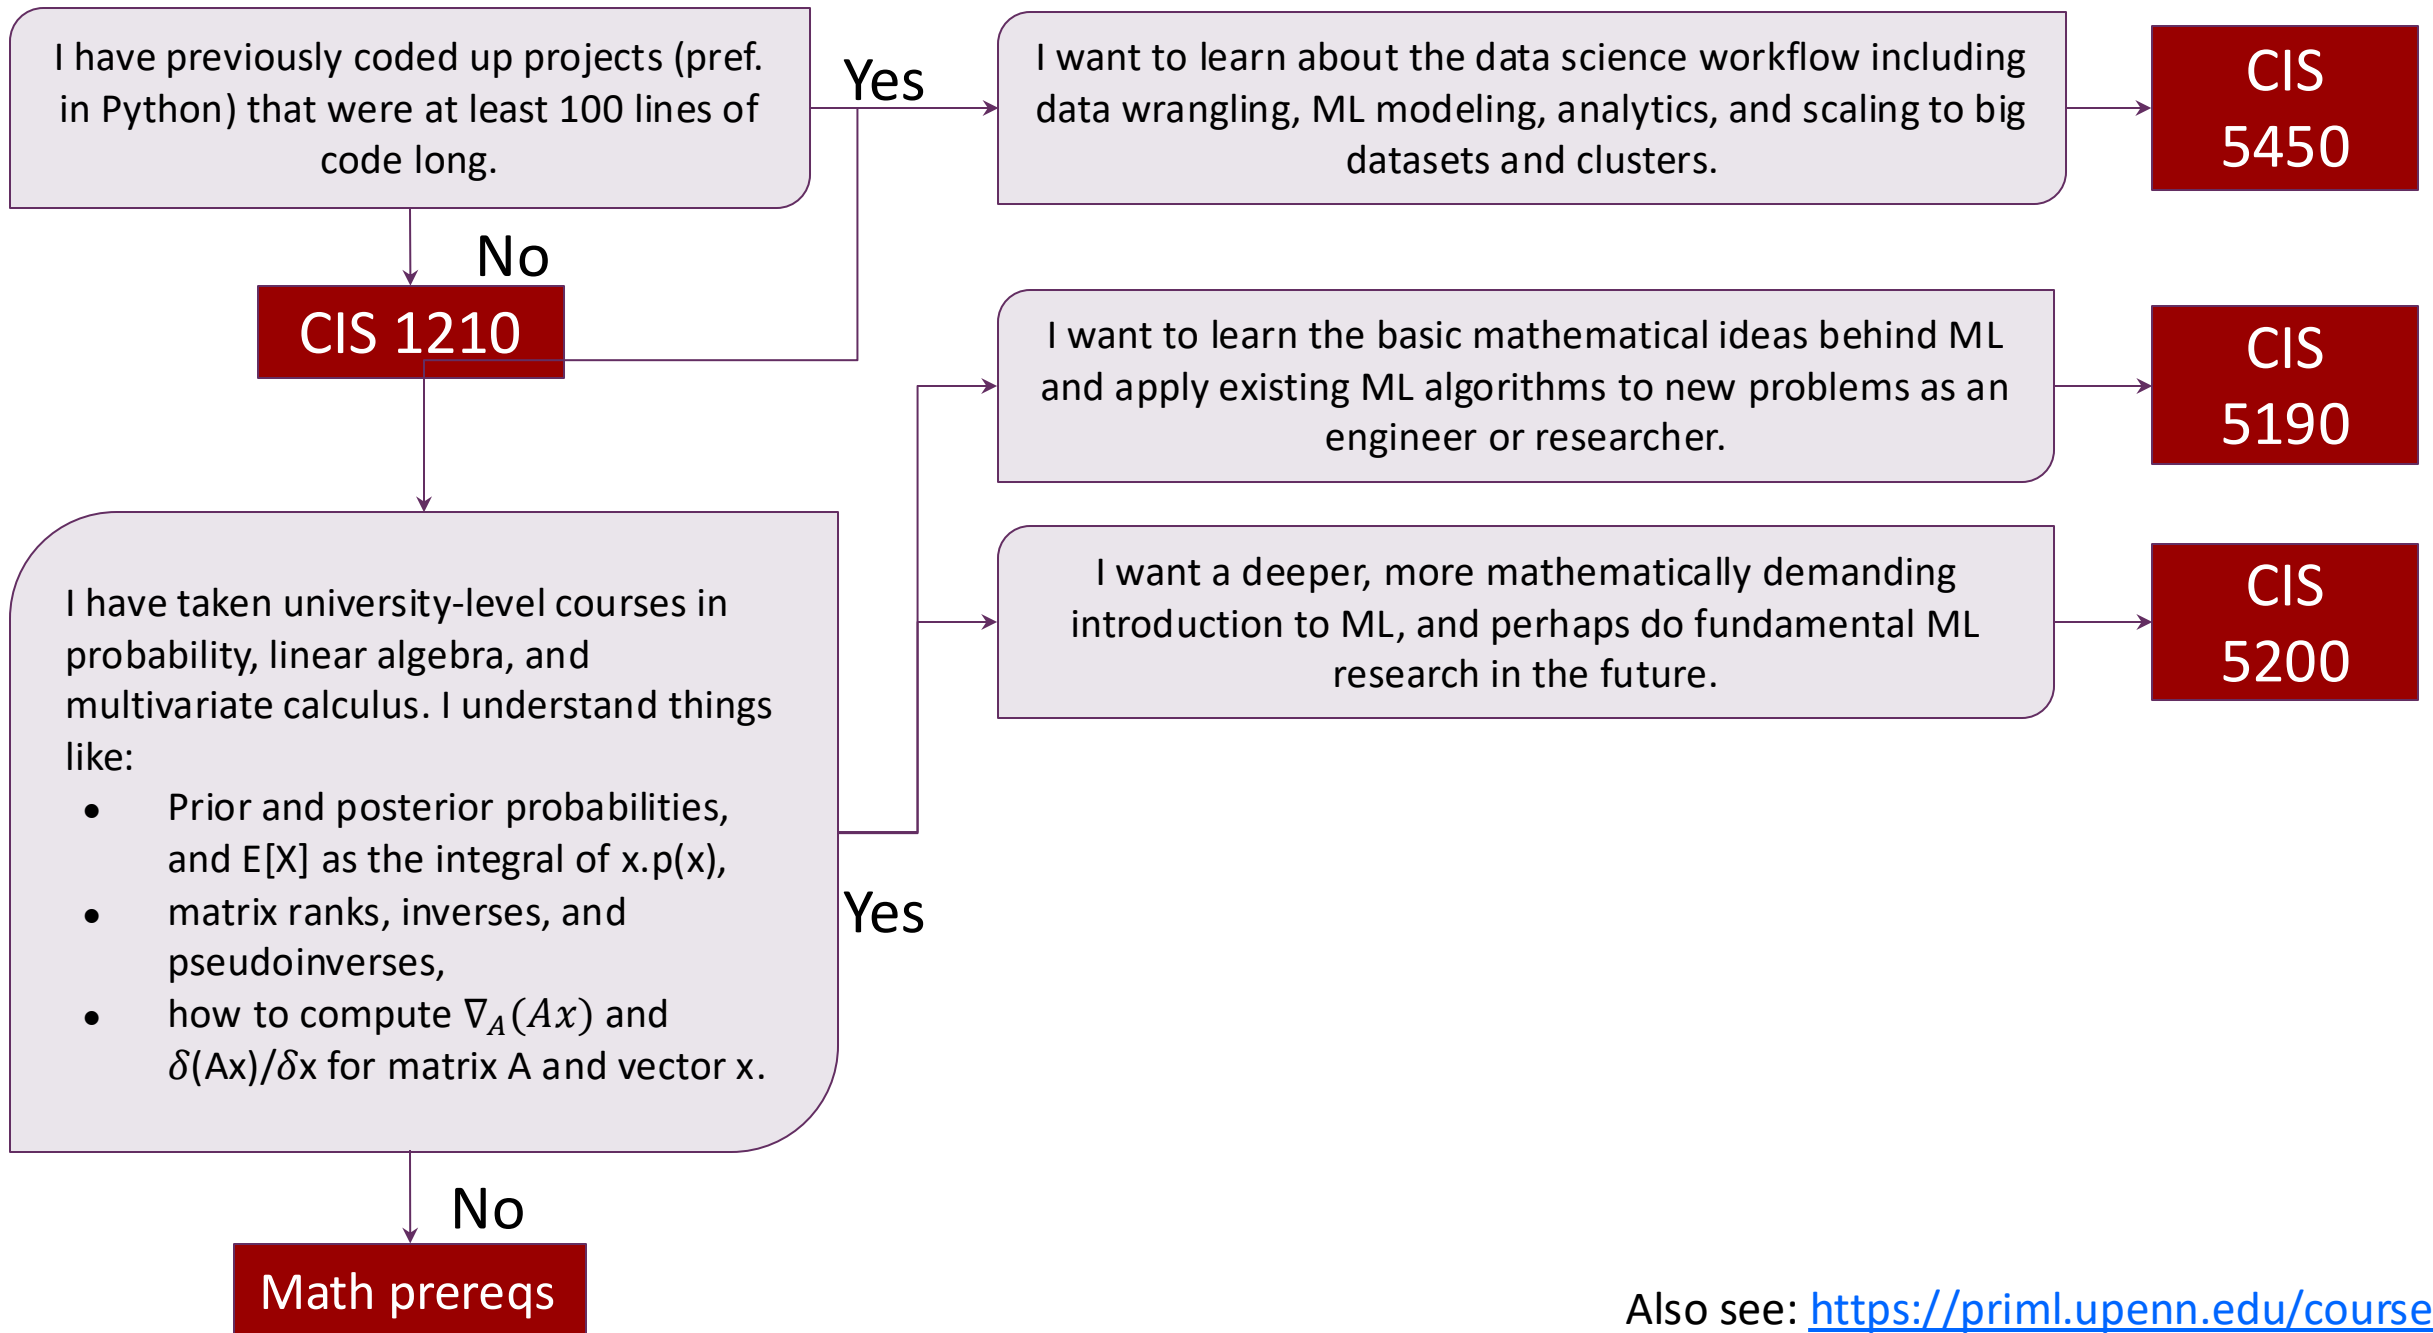 I have previously coded up projects (pref.
in Python) that were at least 100 lines of
code long.
Yes
I want to learn about the data science workflow including
data wrangling, ML modeling, analytics, and scaling to big
datasets and clusters.
CIS
5450
No
CIS 1210
I want to learn the basic mathematical ideas behind ML
and apply existing ML algorithms to new problems as an
engineer or researcher.
CIS
5190
I want a deeper, more mathematically demanding
introduction to ML, and perhaps do fundamental ML
research in the future.
CIS
5200
I have taken university-level courses in
probability, linear algebra, and
multivariate calculus. I understand things
like:
• Prior and posterior probabilities,
and E[X] as the integral of x.p(x),
• matrix ranks, inverses, and
pseudoinverses,
• how to compute ∇_A(Ax) and
δ(Ax)/δx for matrix A and vector x.
Yes
No
Math prereqs
Also see: https://priml.upenn.edu/course